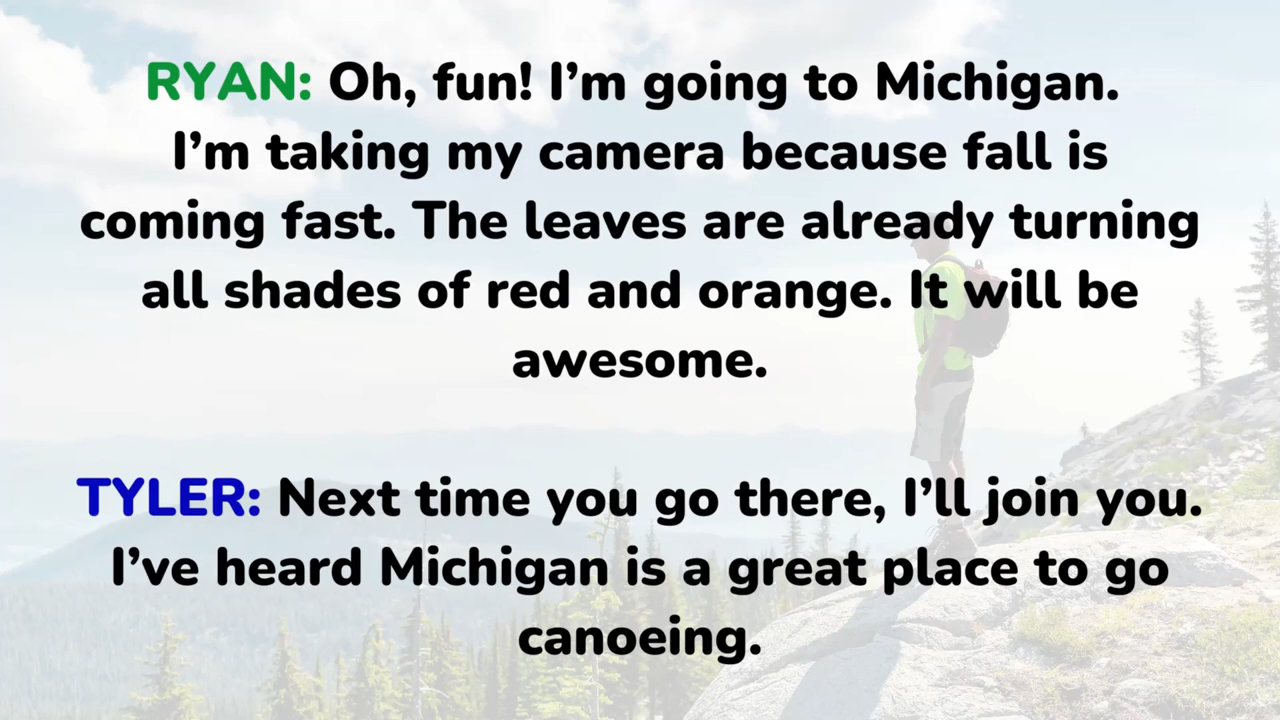 RYAN: Oh, fun! I’m going to Michigan.
I’m taking my camera because fall is
coming fast. The leaves are already turning
all shades of red and orange. It will be
awesome.
TYLER: Next time you go there, I’ll join you.
I’ve heard Michigan is a great place to go
canoeing.